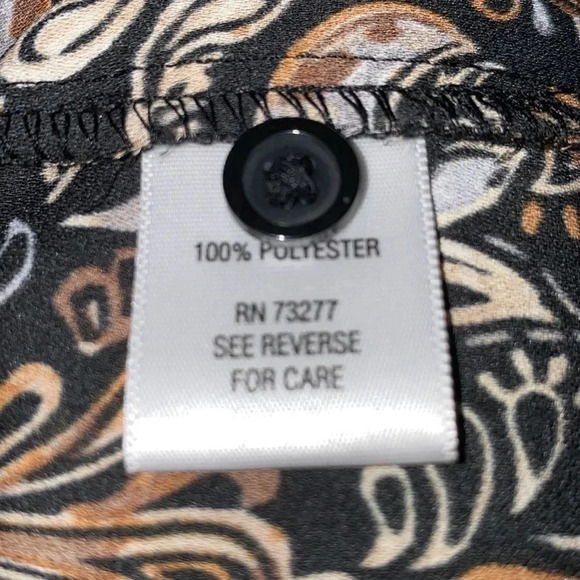 100% POLYESTER
RN 73277
SEE REVERSE
FOR CARE